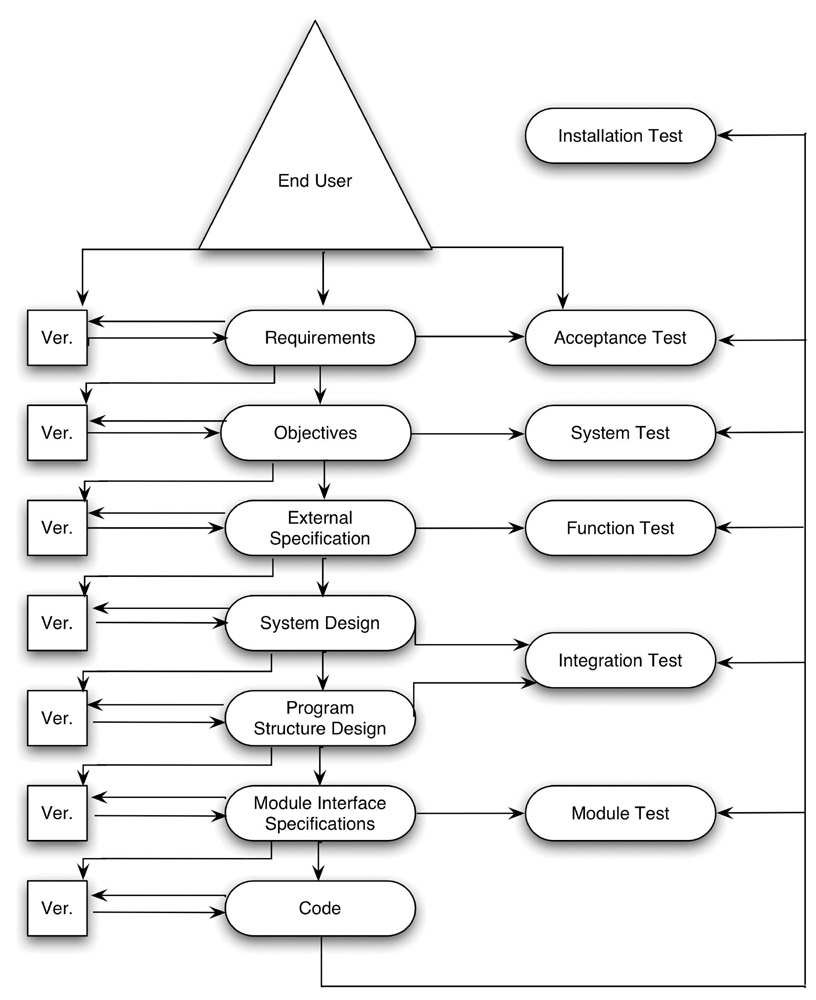 End User
Installation Test
Ver.
Requirements
Acceptance Test
Ver.
Objectives
System Test
Ver.
External
Specification
Function Test
Ver.
System Design
Integration Test
Ver.
Program
Structure Design
Ver.
Module Interface
Specifications
Module Test
Ver.
Code